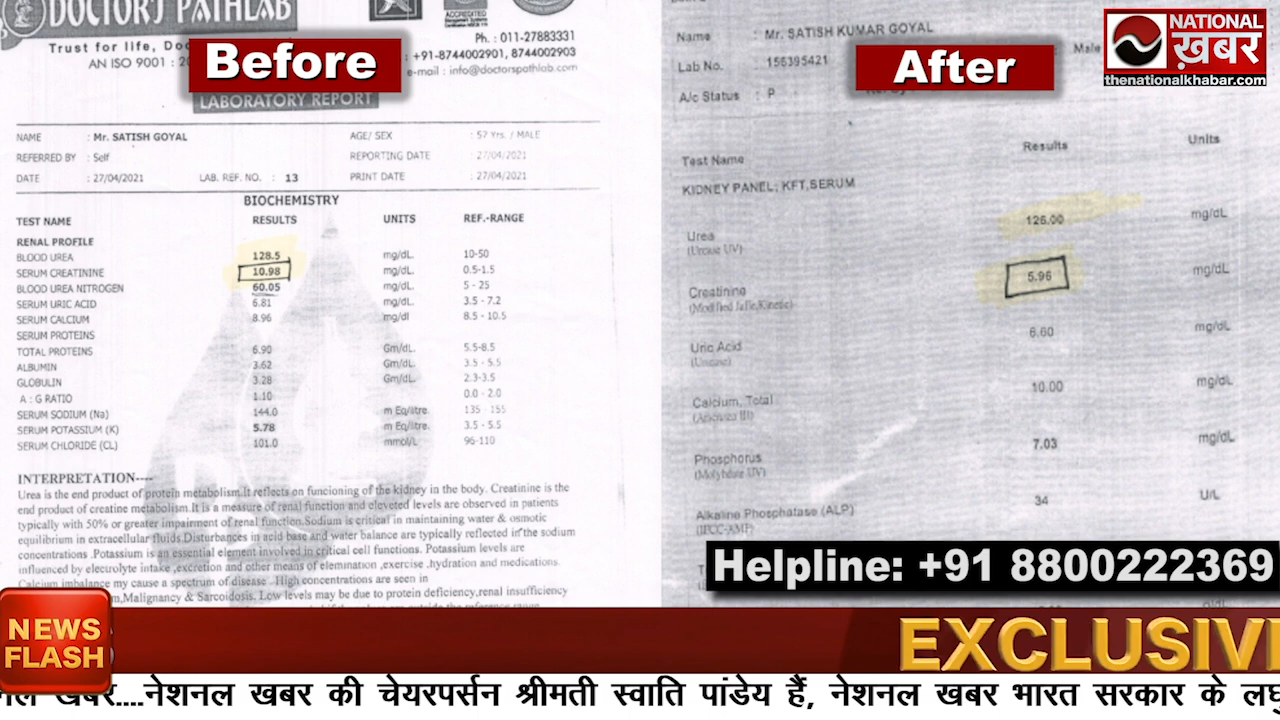 DOCTORS PATHLAB
ACCREDITED
Trust for life, Doc
AN ISO 9001 : 20
Ph. : 011-27883331
: +91-8744002901, 8744002903
e-mail : info@doctorspathlab.com
Before
LABORATORY REPORT
NAME : Mr. SATISH GOYAL AGE/ SEX : 57 Yrs. / MALE
REFERRED BY : Self REPORTING DATE : 27/04/2021
DATE : 27/04/2021 LAB. REF. NO. : 13 PRINT DATE : 27/04/2021
BIOCHEMISTRY
TEST NAME RESULTS UNITS REF.-RANGE
RENAL PROFILE
BLOOD UREA 128.5 mg/dL. 10-50
SERUM CREATININE 10.98 mg/dL. 0.5-1.5
BLOOD UREA NITROGEN 60.05 mg/dL. 5 - 25
SERUM URIC ACID 6.81 mg/dL. 3.5 - 7.2
SERUM CALCIUM 8.96 mg/dl 8.5 - 10.5
SERUM PROTEINS
TOTAL PROTEINS 6.90 Gm/dL. 5.5-8.5
ALBUMIN 3.62 Gm/dL. 3.5 - 5.5
GLOBULIN 3.28 Gm/dL. 2.3-3.5
A : G RATIO 1.10 0.0 - 2.0
SERUM SODIUM (Na) 144.0 m Eq/litre. 135 - 155
SERUM POTASSIUM (K) 5.78 m Eq/litre. 3.5 - 5.5
SERUM CHLORIDE (CL) 101.0 mmol/L 96-110
INTERPRETATION----
Urea is the end product of protein metabolism.It reflects on funcioning of the kidney in the body. Creatinine is the
end product of creatine metabolism.It is a measure of renal function and eleveted levels are observed in patients
typically with 50% or greater impairment of renal function.Sodium is critical in maintaining water & osmotic
equilibrium in extracellular fluids.Disturbances in acid base and water balance are typically reflected in the sodium
concentrations .Potassium is an essential element involved in critical cell functions. Potassium levels are
influenced by electrolyte intake ,excretion and other means of elemination ,exercise ,hydration and medications
Calcium imbalance my cause a spectrum of disease . High concentrations are seen in
,Malignancy & Sarcoidosis. Low levels may be due to protein deficiency,renal insufficiency
Name : Mr. SATISH KUMAR GOYAL
Male
Lab No. : 156395421
A/c Status : P
After
NATIONAL
ख़बर
thenationalkhabar.com
Test Name Results Units
KIDNEY PANEL; KFT,SERUM
Urea 126.00 mg/dL
(Urease UV)
Creatinine 5.96 mg/dL
(Modified Jaffe,Kinetic)
Uric Acid 6.60 mg/dL
(Uricase)
Calcium, Total 10.00 mg/dL
(Arsenazo III)
Phosphorus 7.03 mg/dL
(Molybdate UV)
Alkaline Phosphatase (ALP) 34 U/L
(IFCC-AMP)
Helpline: +91 8800222369
NEWS
FLASH
EXCLUSIVE
खबर....नेशनल खबर की चेयरपर्सन श्रीमती स्वाति पांडेय हैं, नेशनल खबर भारत सरकार के लघु